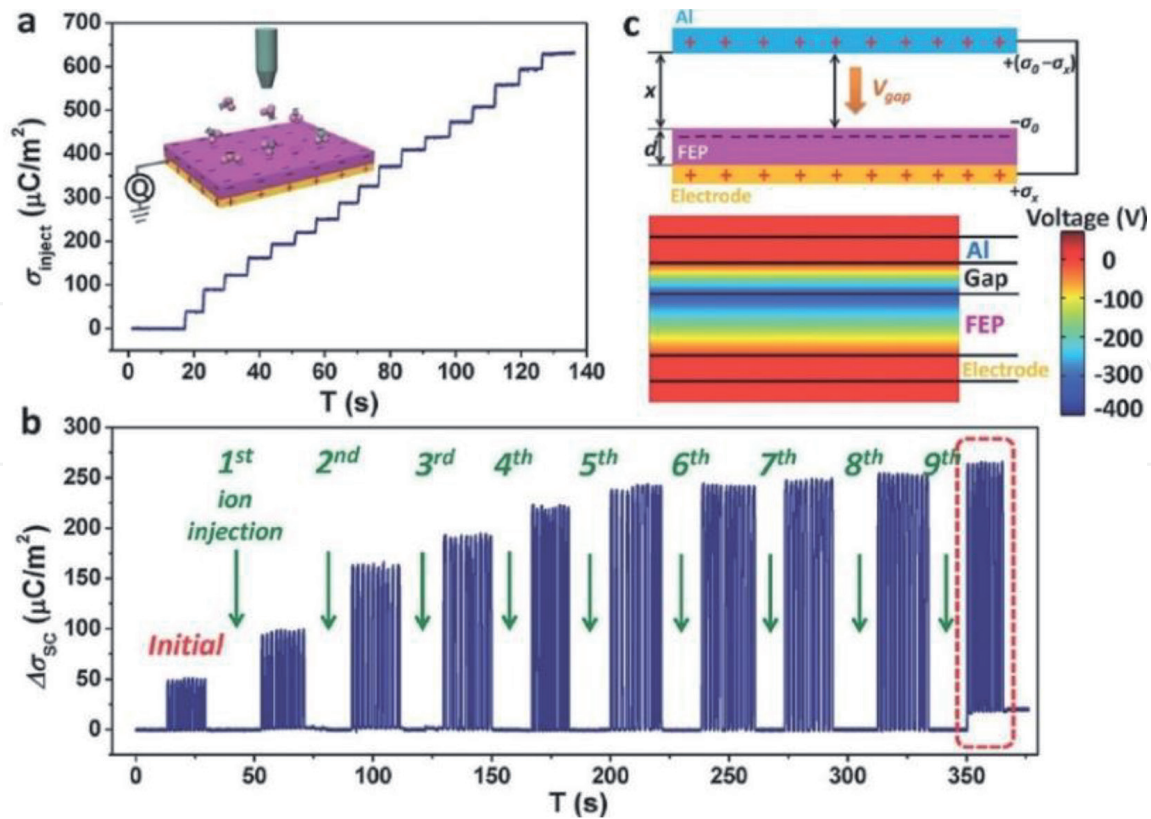 a
700
600
500
400
300
200
100
0
σinject (μC/m²)
Q
0 20 40 60 80 100 120 140
T (s)
c
Al
+ + + + + + + + + +
+(σ0−σx)
x
Vgap
−σ0
d
FEP
+ + + + + + + + + +
Electrode
+σx
Voltage (V)
Al
Gap
FEP
Electrode
0
-100
-200
-300
-400
b
300
250
200
150
100
50
0
ΔσSC (μC/m²)
1st
ion
injection
2nd
3rd
4th
5th
6th
7th
8th
9th
Initial
0 50 100 150 200 250 300 350
T (s)